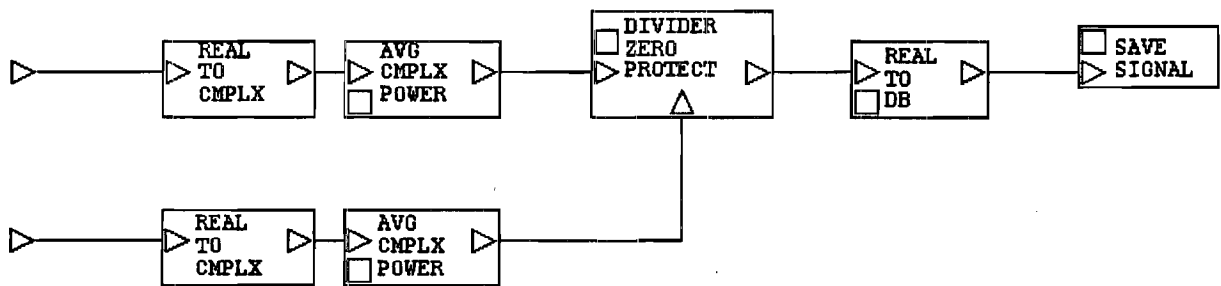 REAL
TO
CMPLX
AVG
CMPLX
POWER
DIVIDER
ZERO
PROTECT
REAL
TO
DB
SAVE
SIGNAL
REAL
TO
CMPLX
AVG
CMPLX
POWER